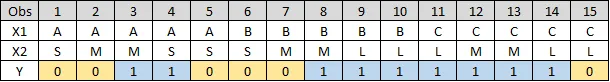 Obs 1 2 3 4 5 6 7 8 9 10 11 12 13 14 15
X1 A A A A A B B B B B C C C C C
X2 S M M S S S M M L L L M M L L
Y 0 0 1 1 0 0 0 1 1 1 1 1 1 1 0